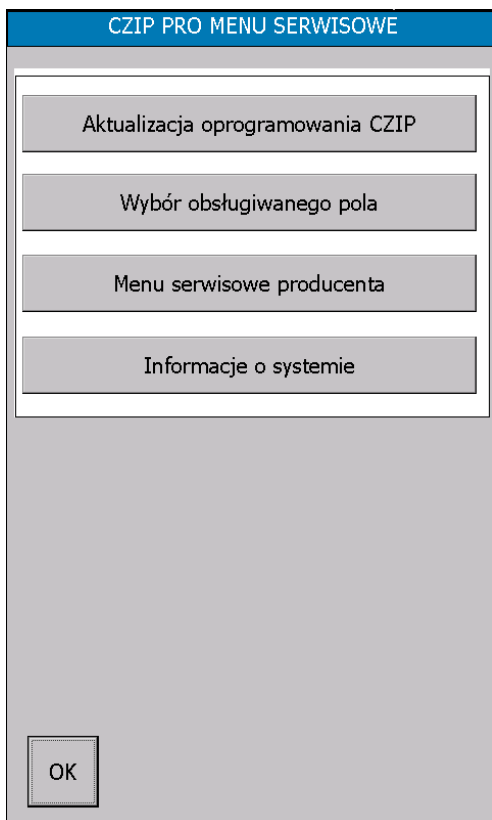 CZIP PRO MENU SERWISOWE
Aktualizacja oprogramowania CZIP
Wybór obsługiwanego pola
Menu serwisowe producenta
Informacje o systemie
OK